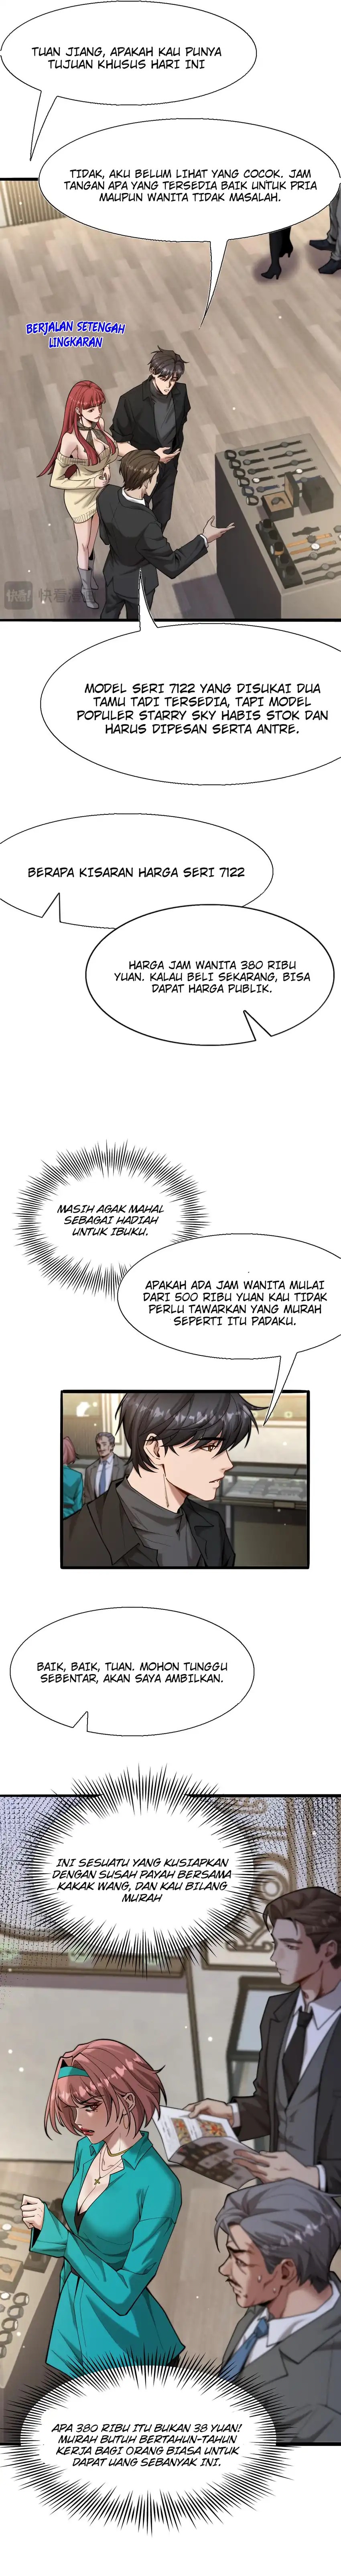 TUAN JIANG, APAKAH KAU PUNYA
TUJUAN KHUSUS HARI INI
TIDAK, AKU BELUM LIHAT YANG COCOK. JAM
TANGAN APA YANG TERSEDIA BAIK UNTUK PRIA
MAUPUN WANITA TIDAK MASALAH.
BERJALAN SETENGAH
LINGKARAN
快看
MODEL SERI 7122 YANG DISUKAI DUA
TAMU TADI TERSEDIA, TAPI MODEL
POPULER STARRY SKY HABIS STOK DAN
HARUS DIPESAN SERTA ANTRE.
BERAPA KISARAN HARGA SERI 7122
HARGA JAM WANITA 380 RIBU
YUAN. KALAU BELI SEKARANG, BISA
DAPAT HARGA PUBLIK.
MASIH AGAK MAHAL
SEBAGAI HADIAH
UNTUK IBUKU.
APAKAH ADA JAM WANITA MULAI
DARI 500 RIBU YUAN KAU TIDAK
PERLU TAWARKAN YANG MURAH
SEPERTI ITU PADAKU.
BAIK, BAIK, TUAN. MOHON TUNGGU
SEBENTAR, AKAN SAYA AMBILKAN.
INI SESUATU YANG KUSIAPKAN
DENGAN SUSAH PAYAH BERSAMA
KAKAK WANG, DAN KAU BILANG
MURAH
APA 380 RIBU ITU BUKAN 38 YUAN!
MURAH BUTUH BERTAHUN-TAHUN
KERJA BAGI ORANG BIASA UNTUK
DAPAT UANG SEBANYAK INI.